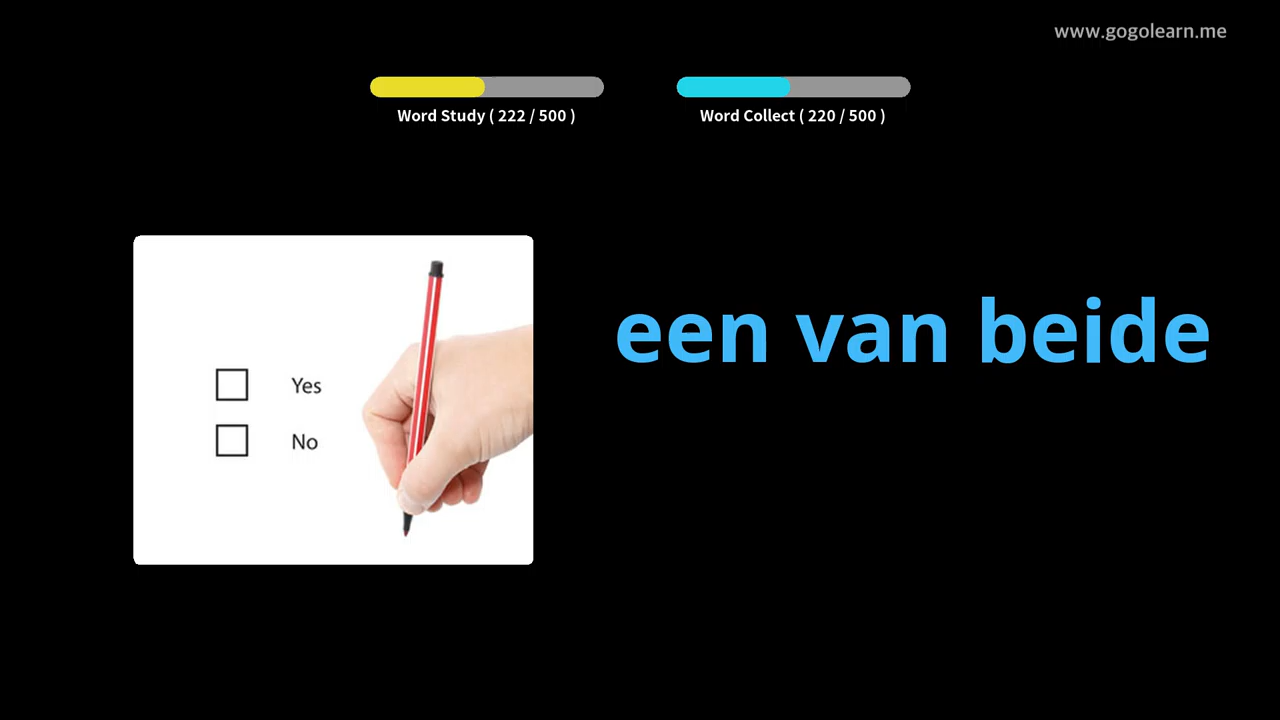 www.gogolearn.me
Word Study ( 222 / 500 )
Word Collect ( 220 / 500 )
een van beide
Yes
No